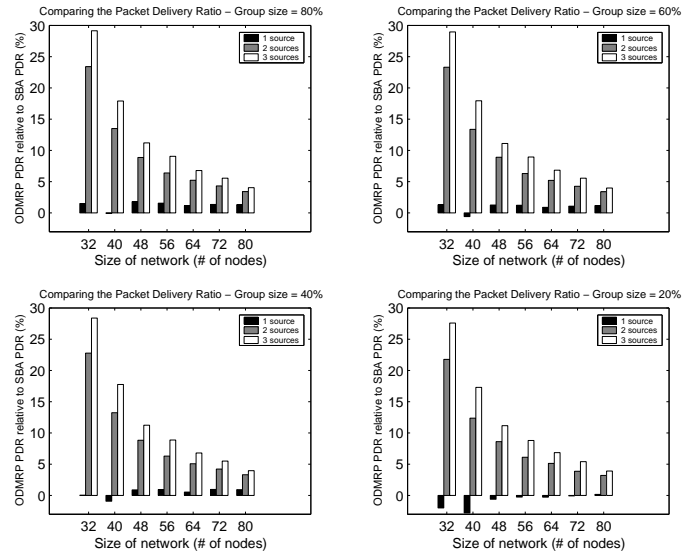 Comparing the Packet Delivery Ratio – Group size = 80%
ODMRP PDR relative to SBA PDR (%)
30
25
20
15
10
5
0
1 source
2 sources
3 sources
32 40 48 56 64 72 80
Size of network (# of nodes)
Comparing the Packet Delivery Ratio – Group size = 60%
ODMRP PDR relative to SBA PDR (%)
30
25
20
15
10
5
0
1 source
2 sources
3 sources
32 40 48 56 64 72 80
Size of network (# of nodes)
Comparing the Packet Delivery Ratio – Group size = 40%
ODMRP PDR relative to SBA PDR (%)
30
25
20
15
10
5
0
1 source
2 sources
3 sources
32 40 48 56 64 72 80
Size of network (# of nodes)
Comparing the Packet Delivery Ratio – Group size = 20%
ODMRP PDR relative to SBA PDR (%)
30
25
20
15
10
5
0
1 source
2 sources
3 sources
32 40 48 56 64 72 80
Size of network (# of nodes)